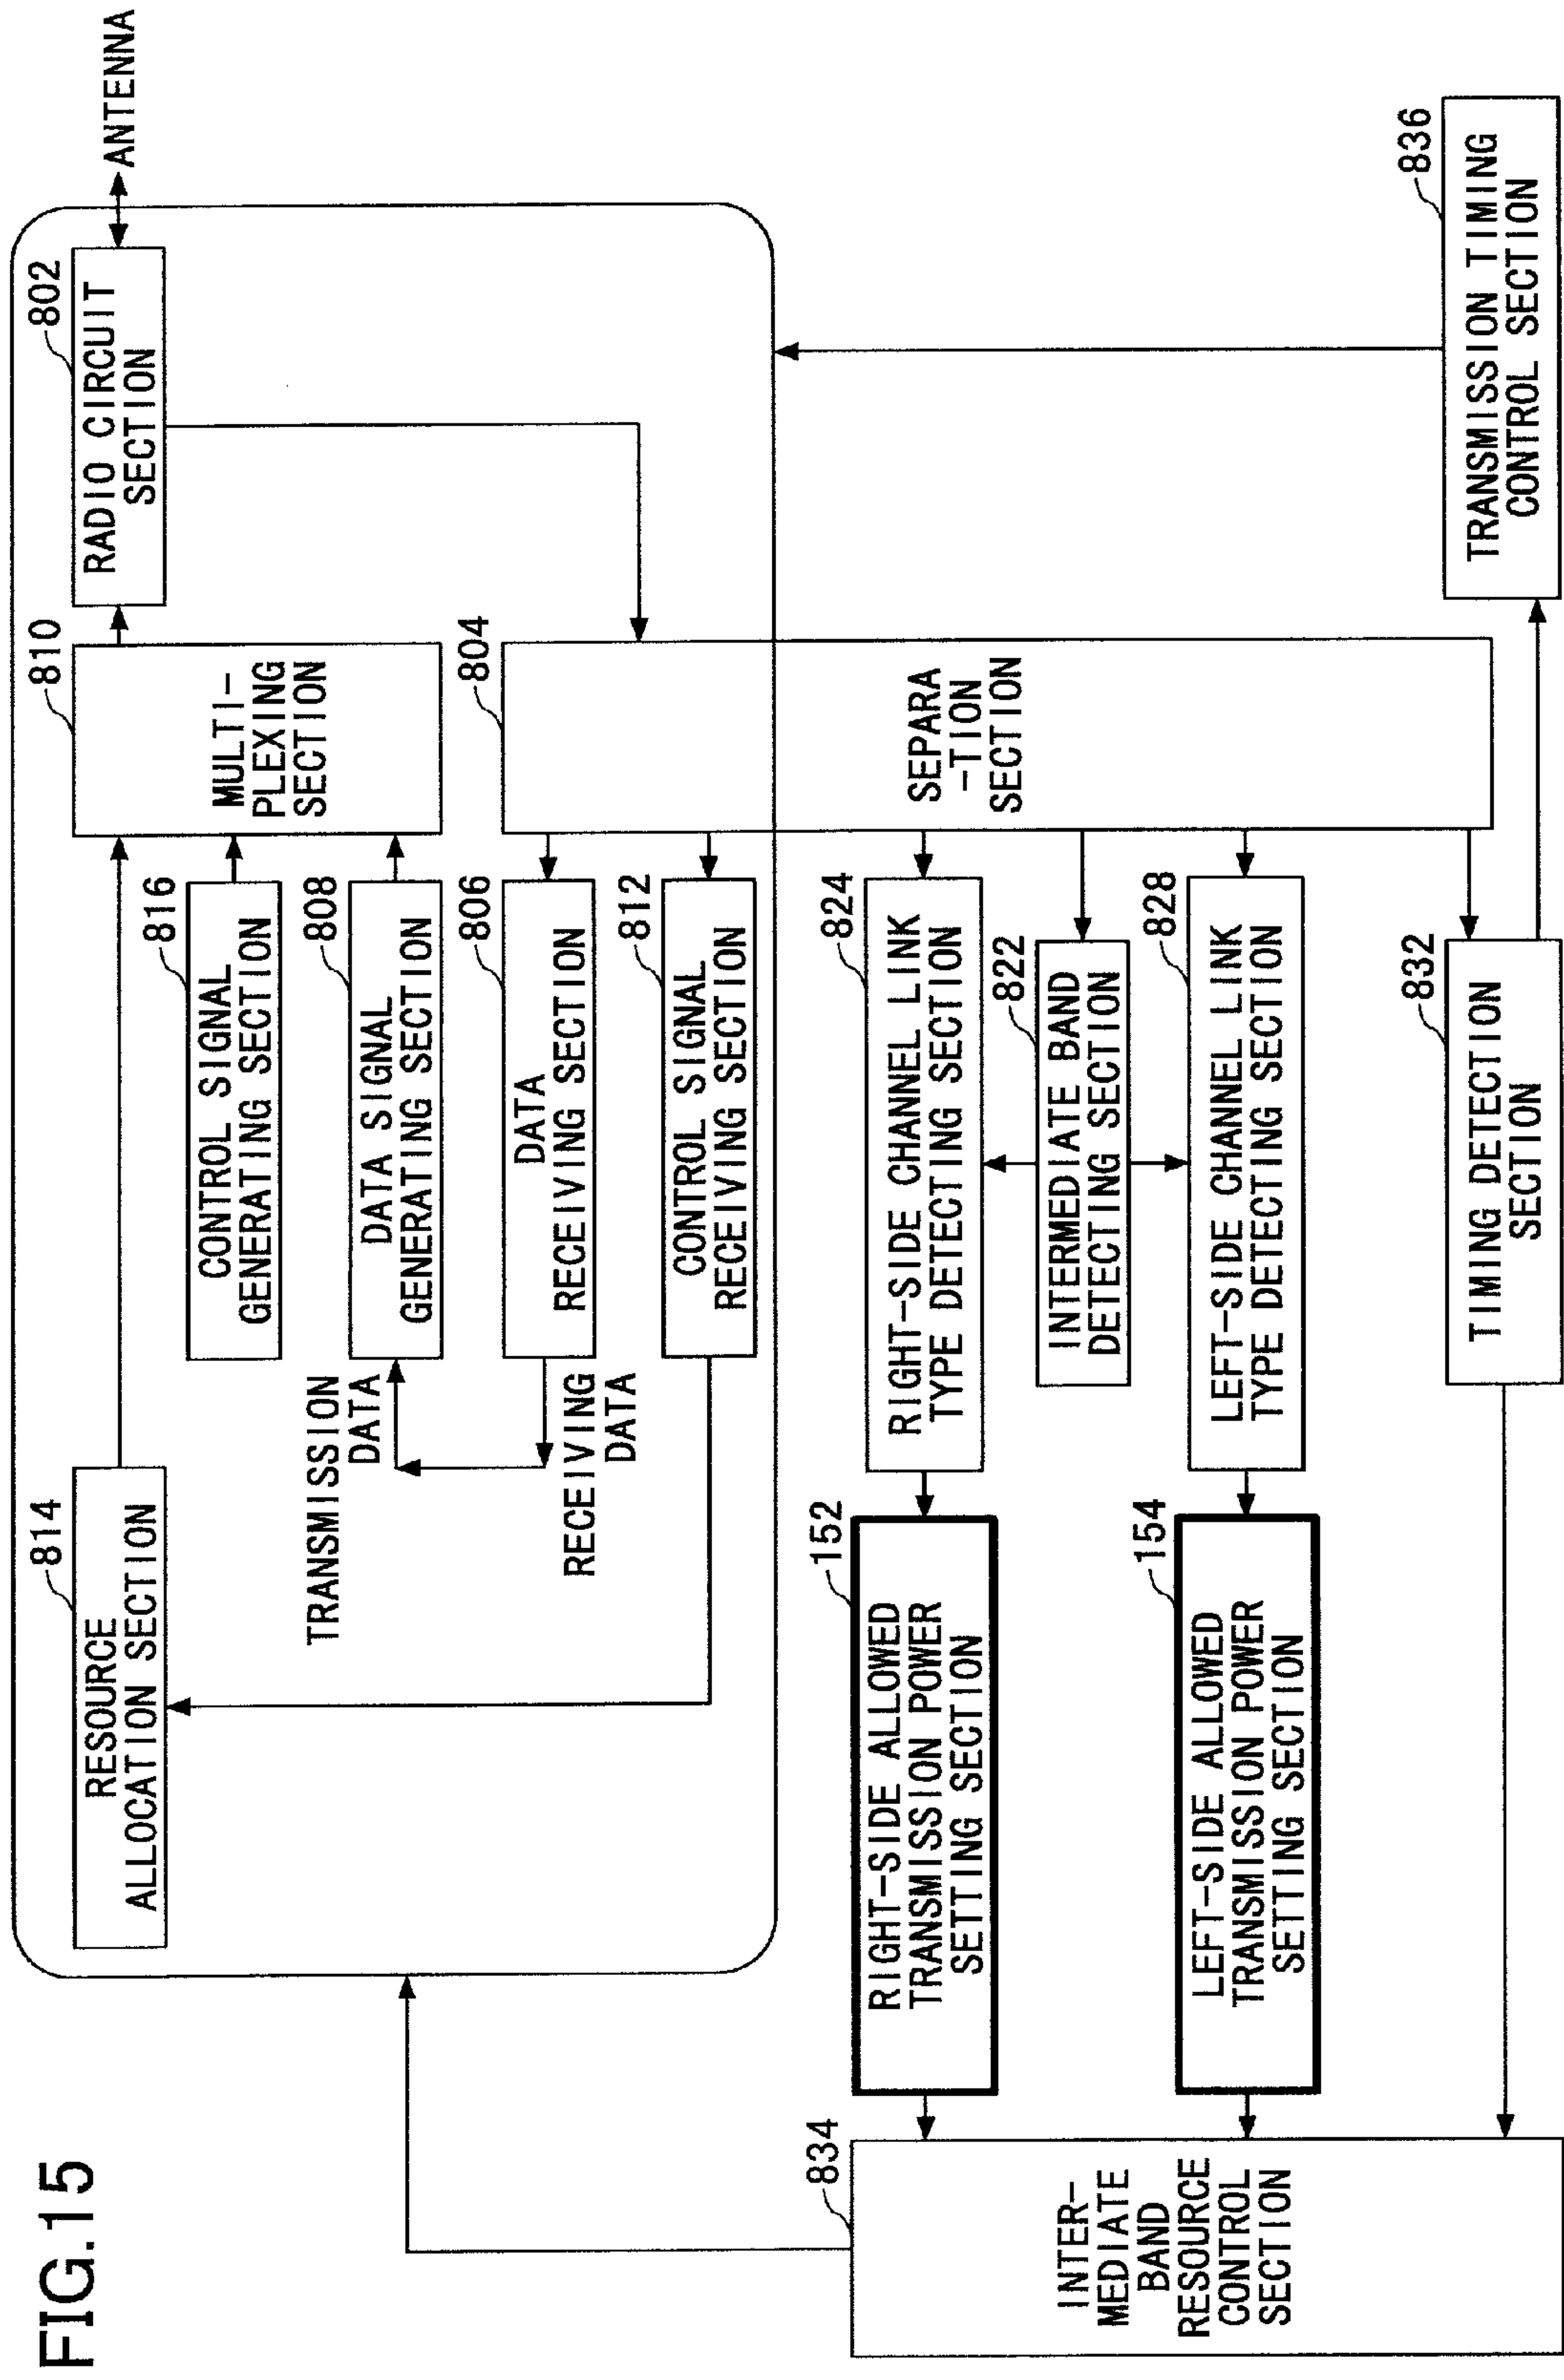 FIG.15
814
RESOURCE
ALLOCATION SECTION
816
CONTROL SIGNAL
GENERATING SECTION
810
MULTI-
PLEXING
SECTION
802
RADIO CIRCUIT
SECTION
ANTENNA
TRANSMISSION
DATA
808
DATA SIGNAL
GENERATING SECTION
RECEIVING
DATA
806
DATA
RECEIVING SECTION
812
CONTROL SIGNAL
RECEIVING SECTION
804
SEPARA
-TION
SECTION
834
INTER-
MEDIATE
BAND
RESOURCE
CONTROL
SECTION
152
RIGHT-SIDE ALLOWED
TRANSMISSION POWER
SETTING SECTION
824
RIGHT-SIDE CHANNEL LINK
TYPE DETECTING SECTION
822
INTERMEDIATE BAND
DETECTING SECTION
154
LEFT-SIDE ALLOWED
TRANSMISSION POWER
SETTING SECTION
828
LEFT-SIDE CHANNEL LINK
TYPE DETECTING SECTION
832
TIMING DETECTION
SECTION
836
TRANSMISSION TIMING
CONTROL SECTION